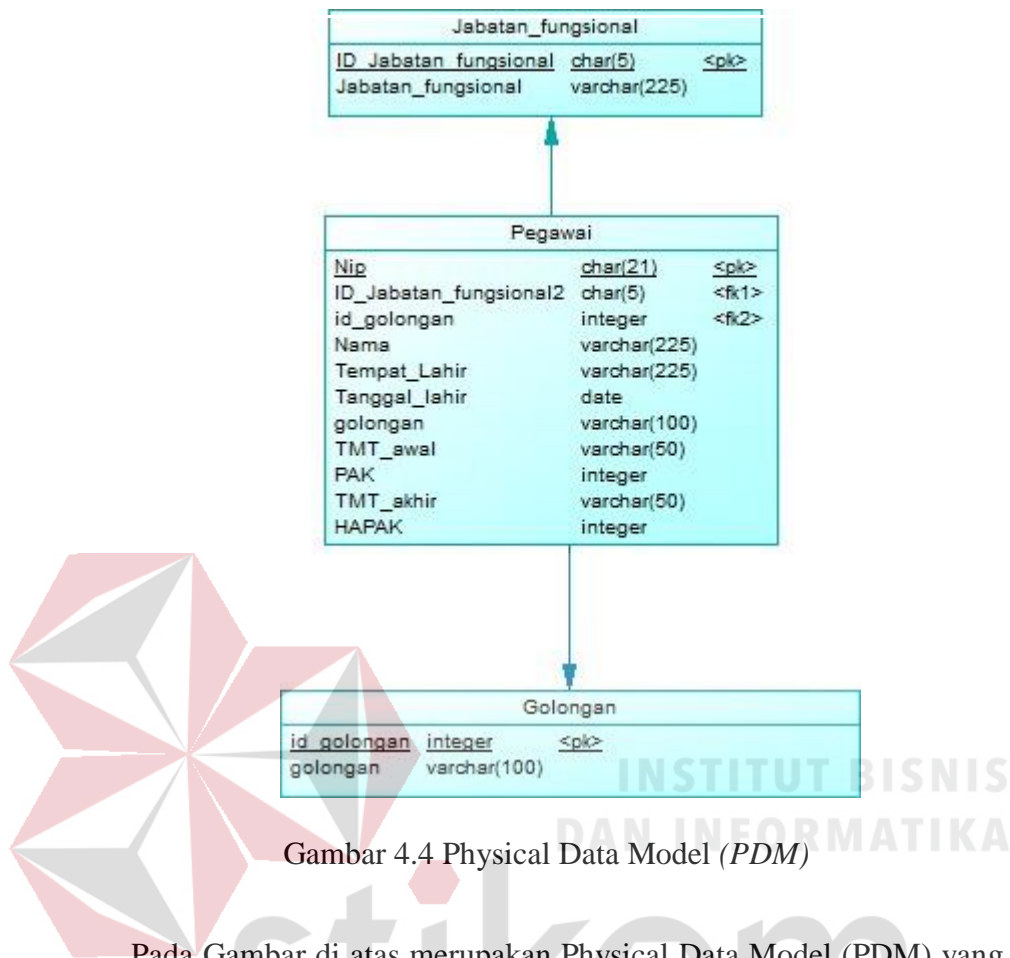 Jabatan_fungsional
ID_Jabatan_fungsional char(5) <pk>
Jabatan_fungsional varchar(225)
Pegawai
Nip char(21) <pk>
ID_Jabatan_fungsional2 char(5) <fk1>
id_golongan integer <fk2>
Nama varchar(225)
Tempat_Lahir varchar(225)
Tanggal_lahir date
golongan varchar(100)
TMT_awal varchar(50)
PAK integer
TMT_akhir varchar(50)
HAPAK integer
Golongan
id_golongan integer <pk>
golongan varchar(100)
INSTITUT BISNIS
DAN INFORMATIKA
Gambar 4.4 Physical Data Model (PDM)
stikom
Pada Gambar di atas merupakan Physical Data Model (PDM) yang